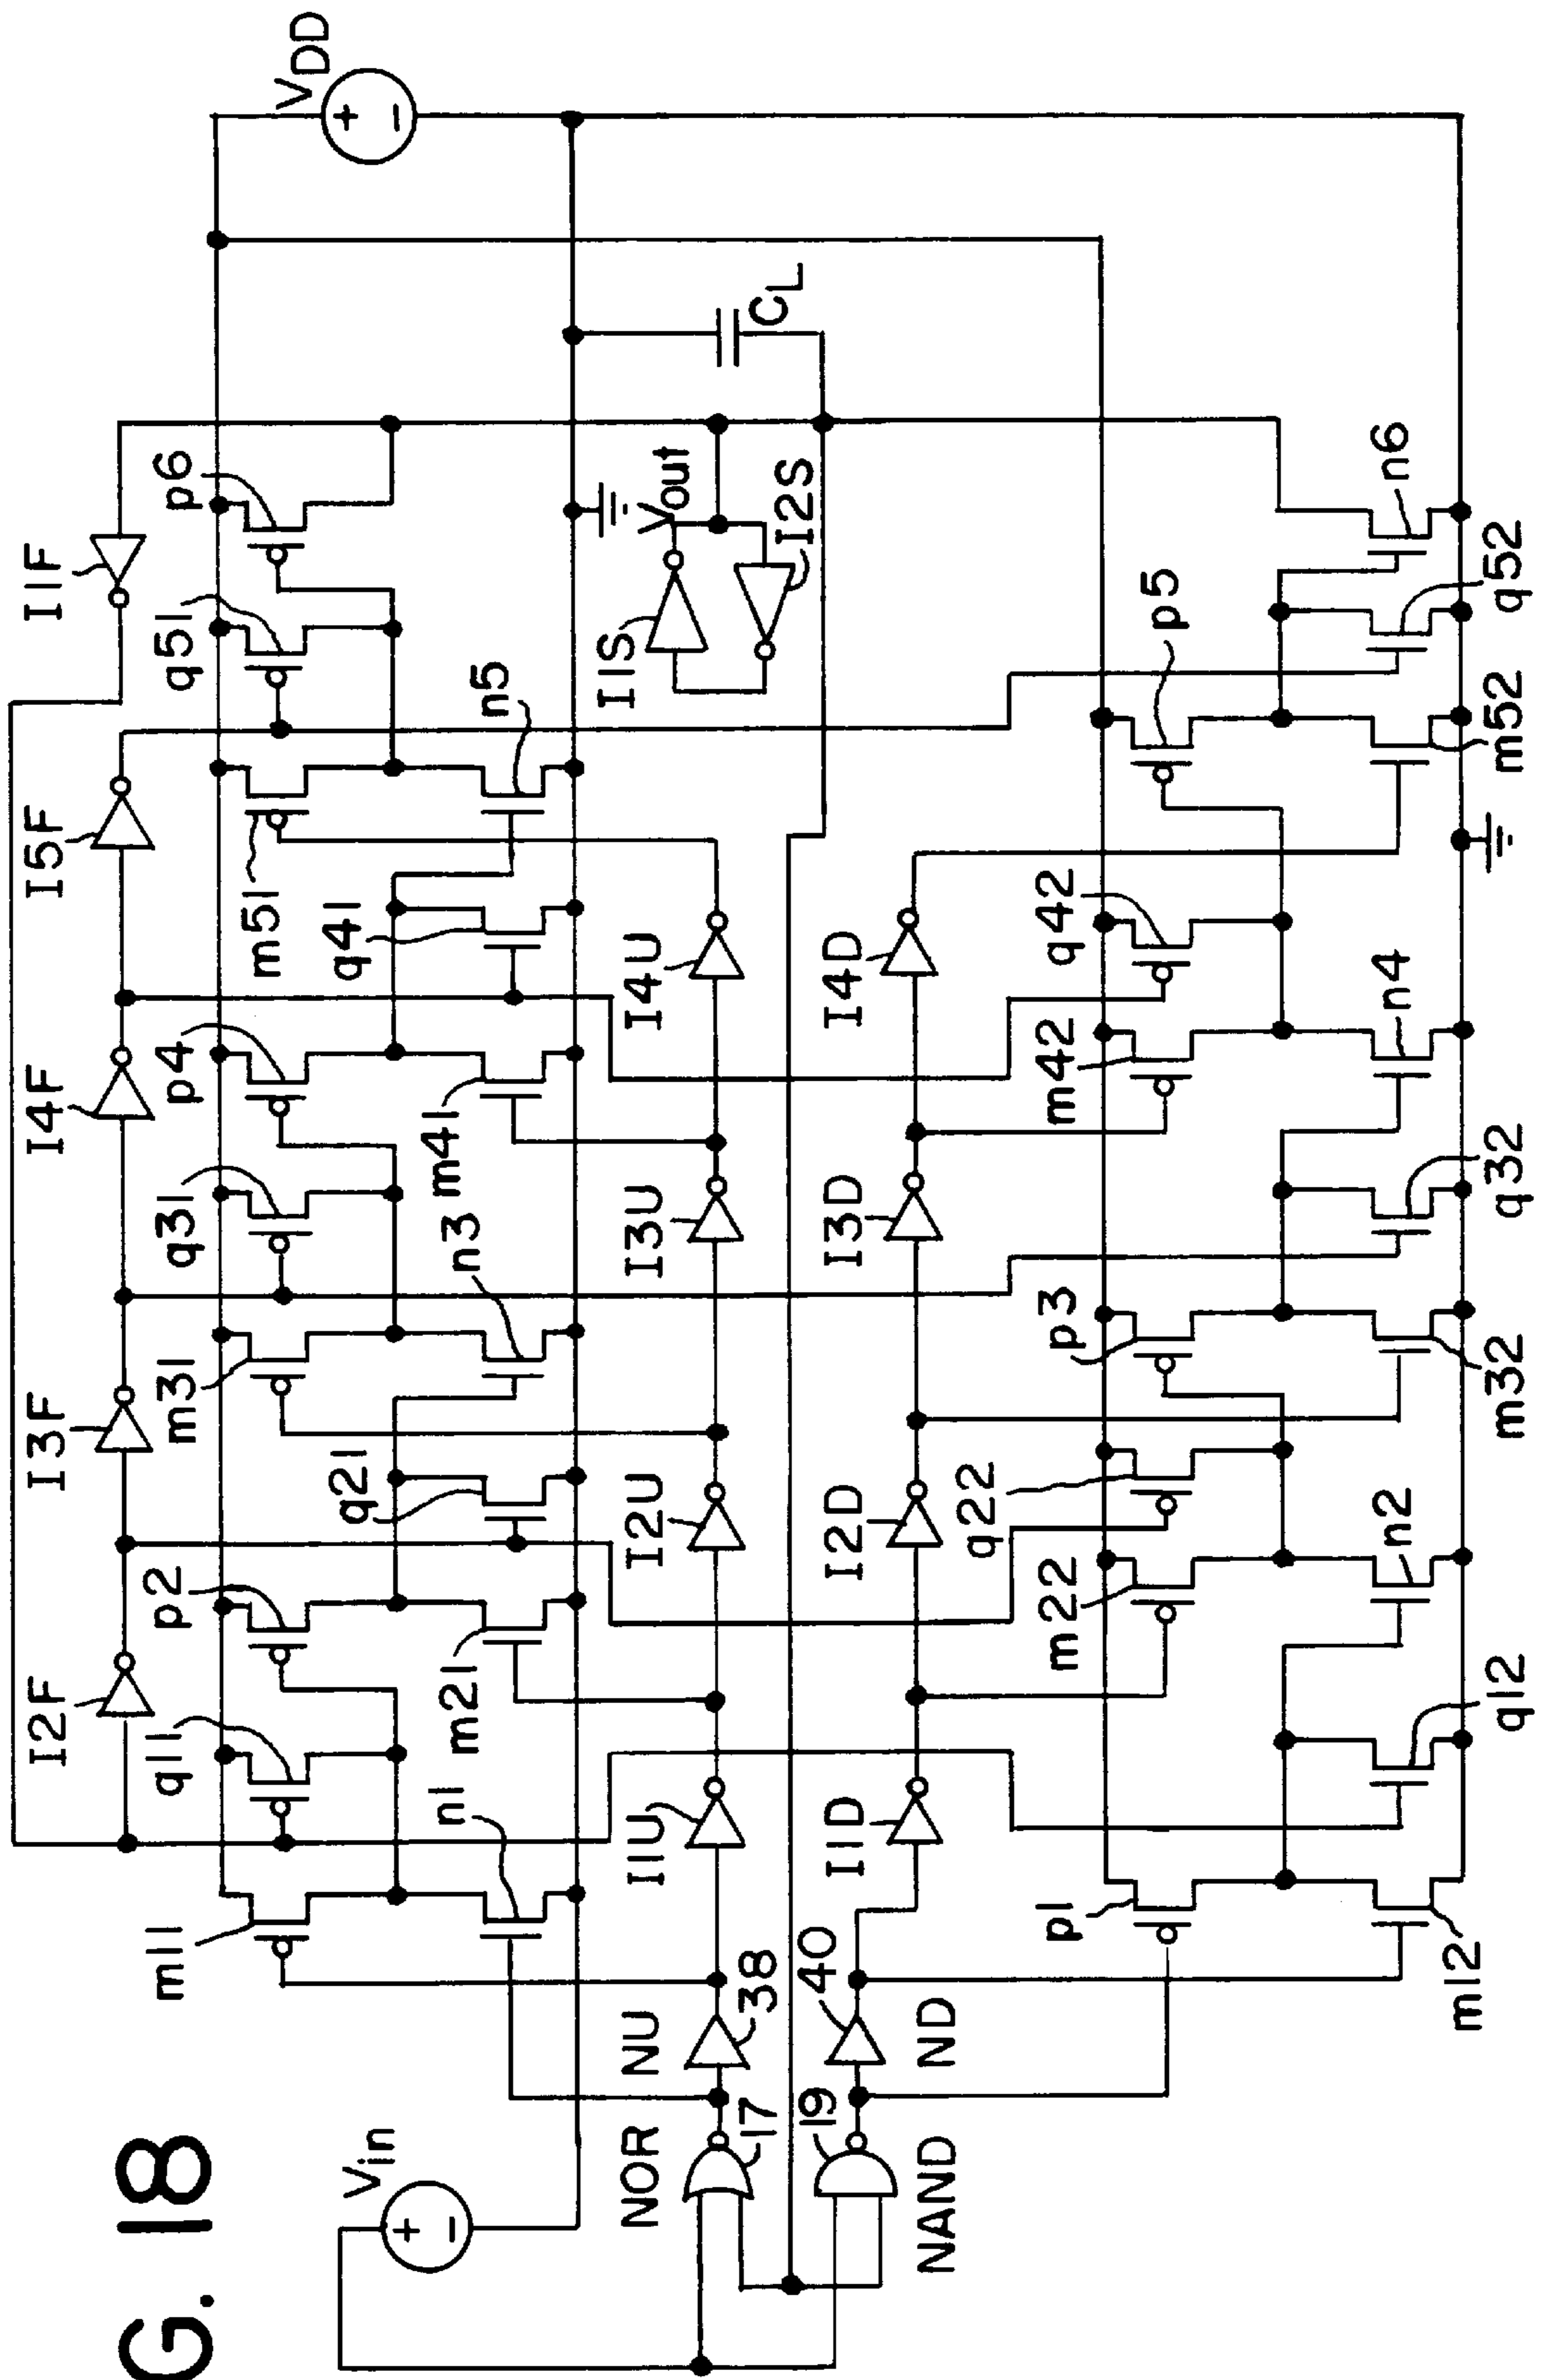 G. 18
I2F
I3F
I4F
I5F
I1F
VDD
m11
q11
p2
m31
q31
p4
m51
q51
p6
n1
m21
q21
n3
m41
q41
n5
Vin
+
−
+
−
NOR
17
NU
38
I1U
I2U
I3U
I4U
I1S
Vout
I2S
CL
NAND
19
ND
40
I1D
I2D
I3D
I4D
p1
m22
q22
p3
m42
q42
p5
m12
q12
n2
m32
q32
n4
m52
q52
n6